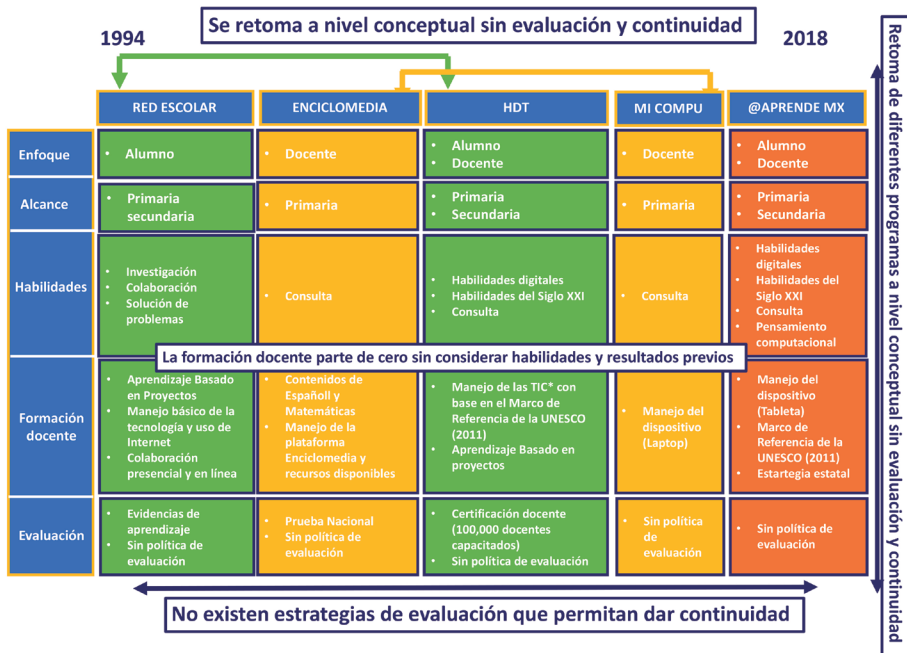 Se retoma a nivel conceptual sin evaluación y continuidad
1994
2018
RED ESCOLAR
ENCICLOMEDIA
HDT
MI COMPU
@APRENDE MX
Enfoque
• Alumno
• Docente
• Alumno
• Docente
• Docente
• Alumno
• Docente
Alcance
• Primaria
secundaria
• Primaria
• Primaria
• Secundaria
• Primaria
• Primaria
• Secundaria
Habilidades
• Investigación
• Colaboración
• Solución de
problemas
• Consulta
• Habilidades digitales
• Habilidades del Siglo XXI
• Consulta
• Consulta
• Habilidades
digitales
• Habilidades del
Siglo XXI
• Consulta
• Pensamiento
computacional
La formación docente parte de cero sin considerar habilidades y resultados previos
Formación
docente
• Aprendizaje Basado
en Proyectos
• Manejo básico de la
tecnología y uso de
Internet
• Colaboración
presencial y en línea
• Contenidos de
Españoll y
Matemáticas
• Manejo de la
plataforma
Enciclomedia y
recursos disponibles
• Manejo de las TIC* con
base en el Marco de
Referencia de la UNESCO
(2011)
• Aprendizaje Basado en
proyectos
• Manejo del
dispositivo
(Laptop)
• Manejo del
dispositivo
(Tableta)
• Marco de
Referencia de la
UNESCO (2011)
• Estartegia estatal
Evaluación
• Evidencias de
aprendizaje
• Sin política de
evaluación
• Prueba Nacional
• Sin política de
evaluación
• Certificación docente
(100,000 docentes
capacitados)
• Sin política de evaluación
• Sin política
de
evaluación
• Sin política de
evaluación
No existen estrategias de evaluación que permitan dar continuidad
Retoma de diferentes programas a nivel conceptual sin evaluación y continuidad